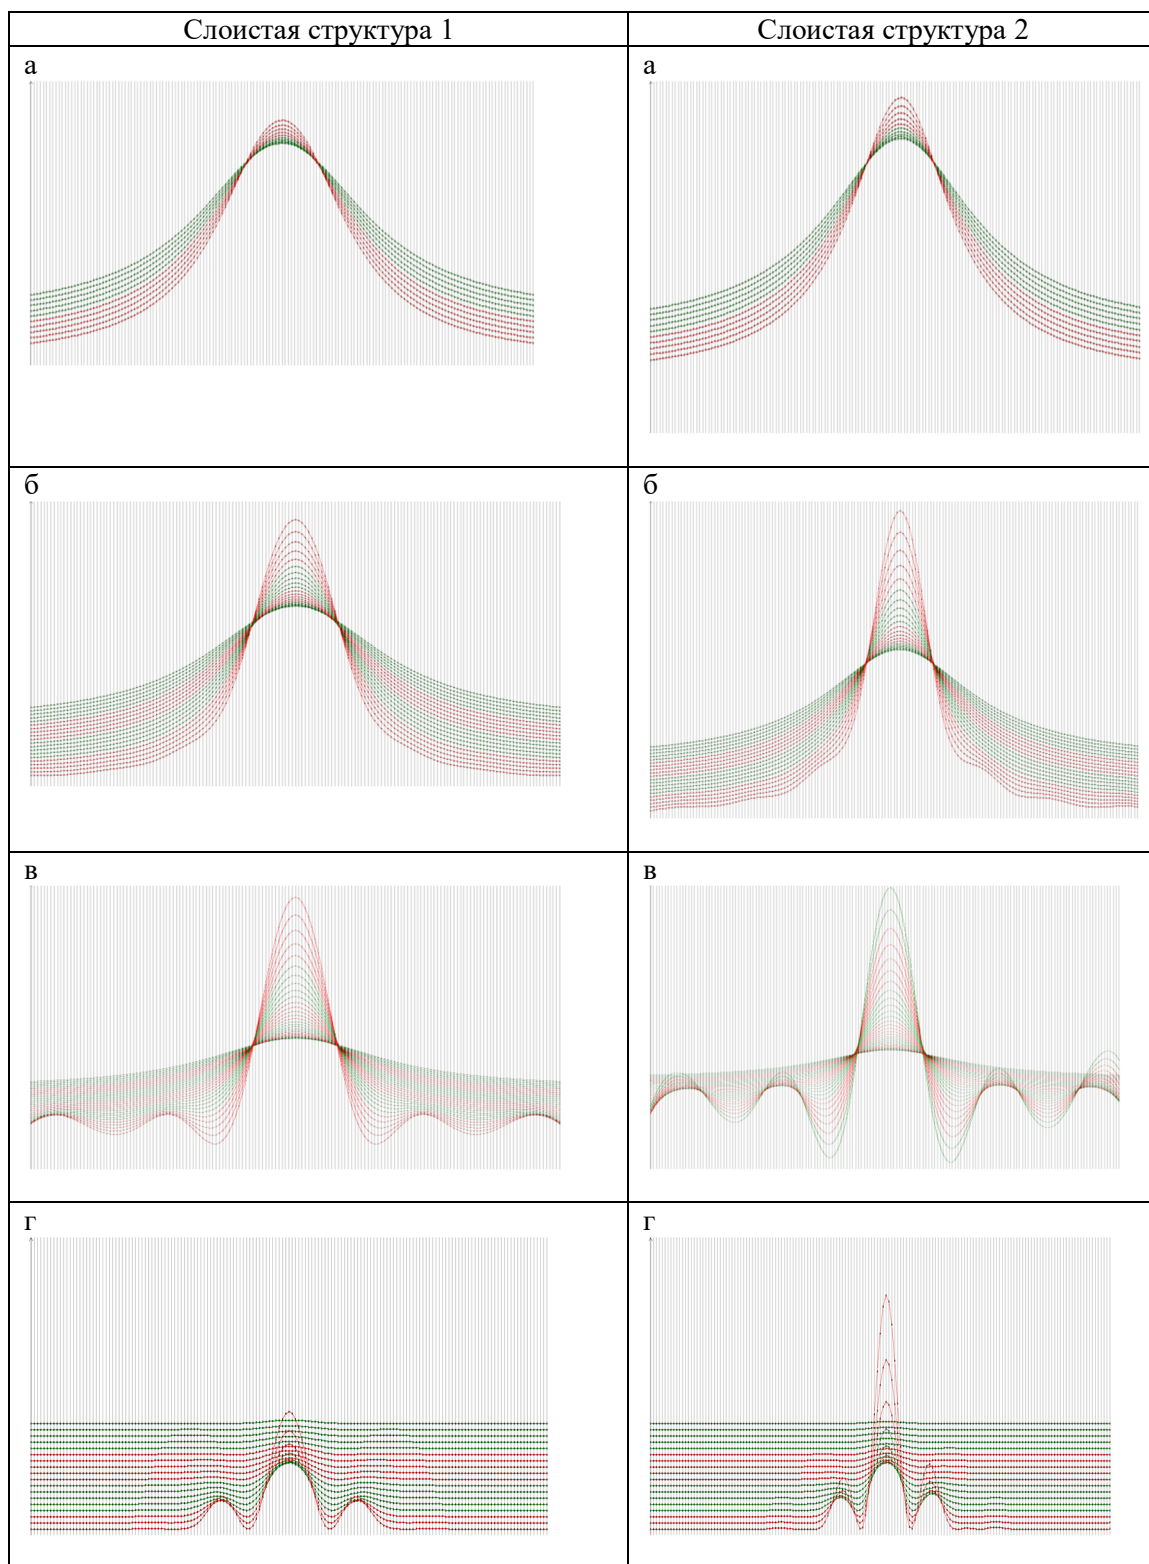 Слоистая структура 1 Слоистая структура 2
а а
б б
в в
г г